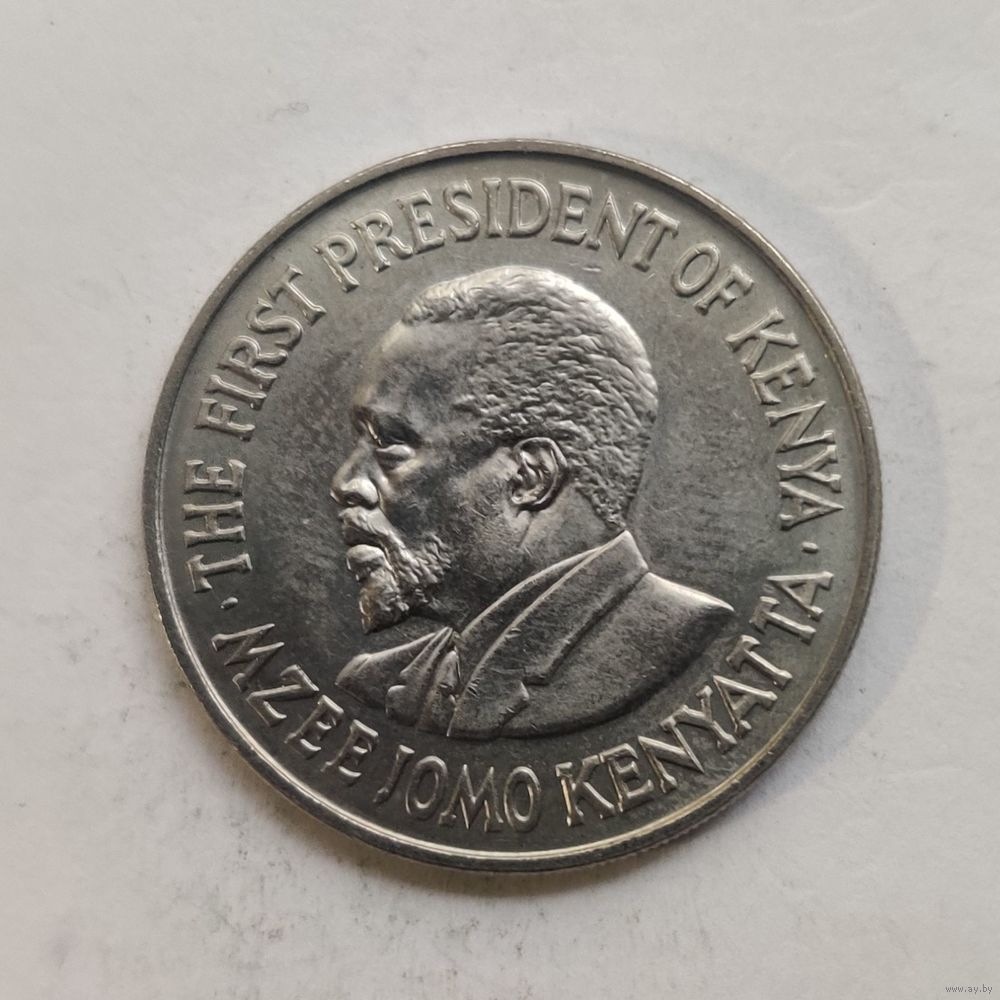 · THE FIRST PRESIDENT OF KENYA ·
MZEE JOMO KENYATTA
www.ay.by